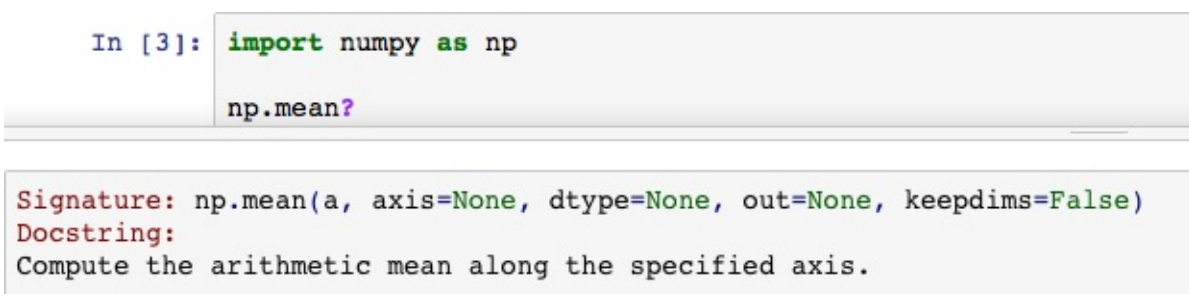 In [3]: import numpy as np
np.mean?
Signature: np.mean(a, axis=None, dtype=None, out=None, keepdims=False)
Docstring:
Compute the arithmetic mean along the specified axis.